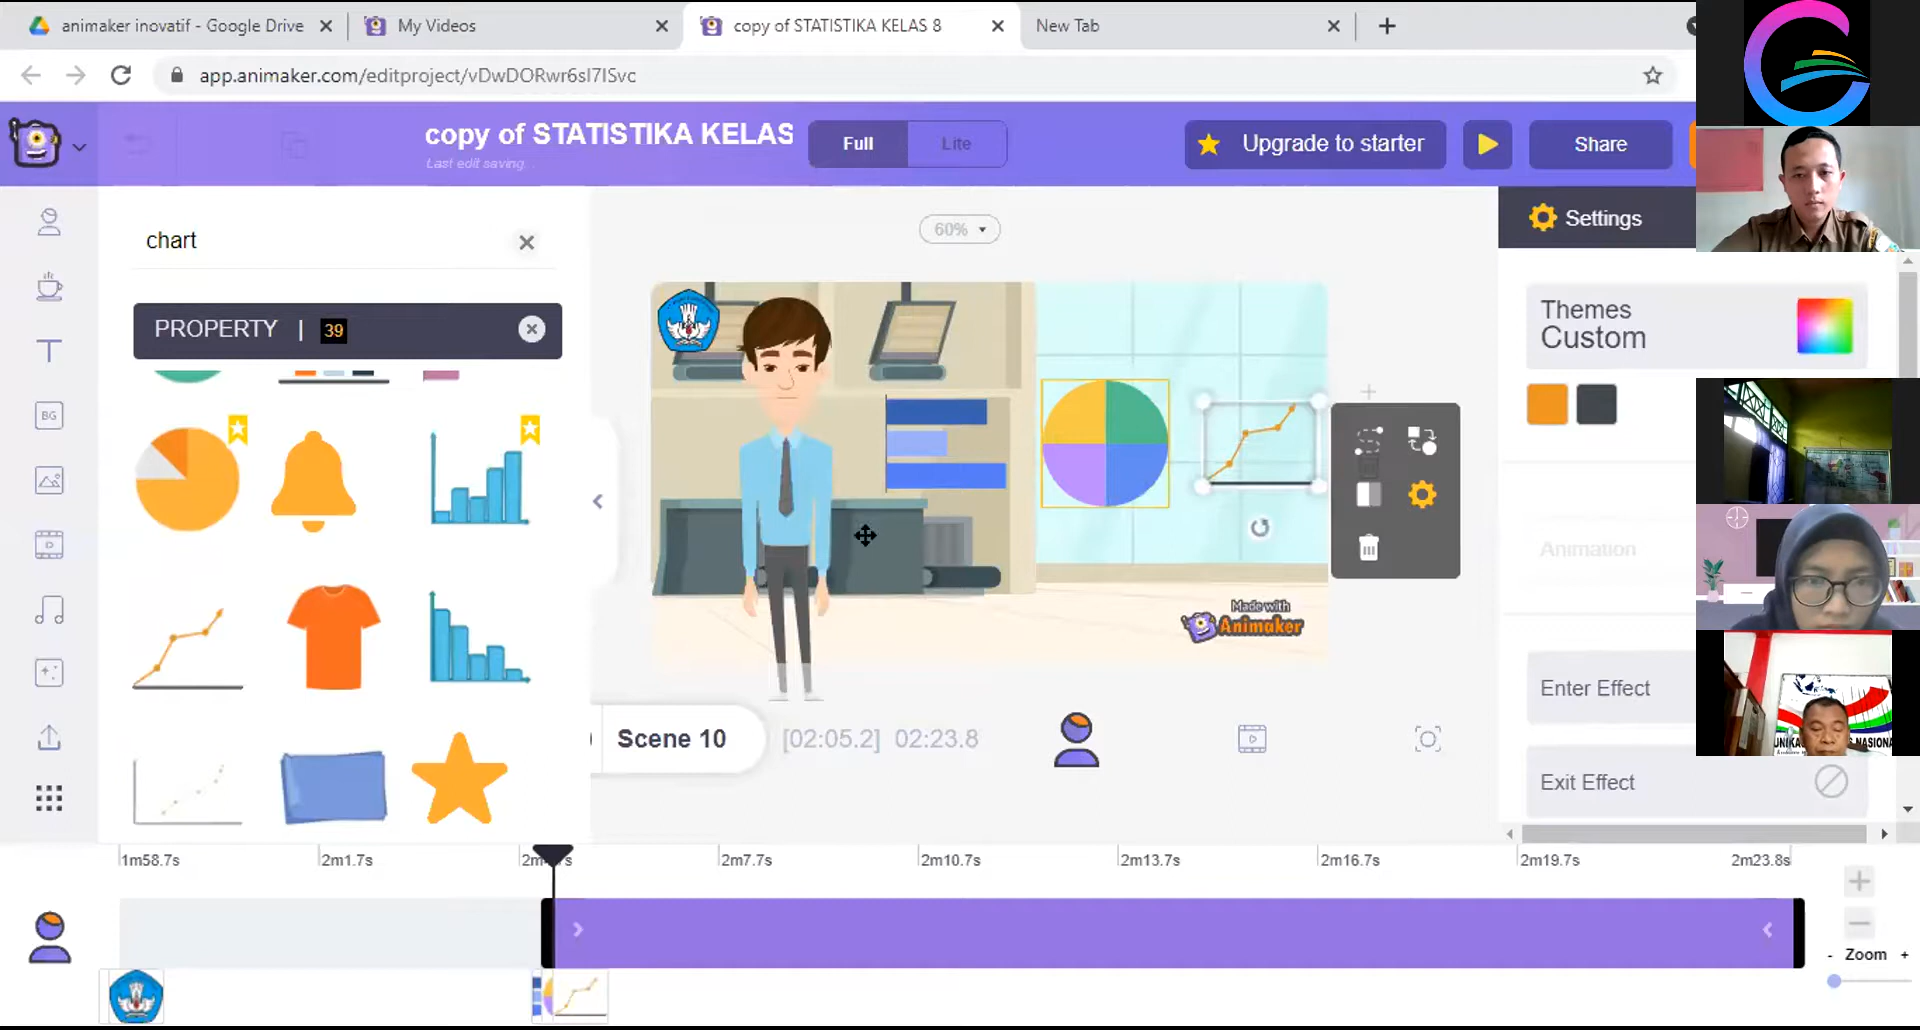 animaker inovatif - Google Drive
My Videos
copy of STATISTIKA KELAS 8
New Tab
app.animaker.com/editproject/vDwDORwr6sI7ISvc
copy of STATISTIKA KELAS
Last edit saving...
Full
Lite
Upgrade to starter
Share
chart
60%
Settings
PROPERTY | 39
Themes
Custom
BG
Animation
Made with
Animaker
Enter Effect
Scene 10
[02:05.2] 02:23.8
Exit Effect
1m58.7s
2m1.7s
2m7.7s
2m10.7s
2m13.7s
2m16.7s
2m19.7s
2m23.8s
- Zoom +